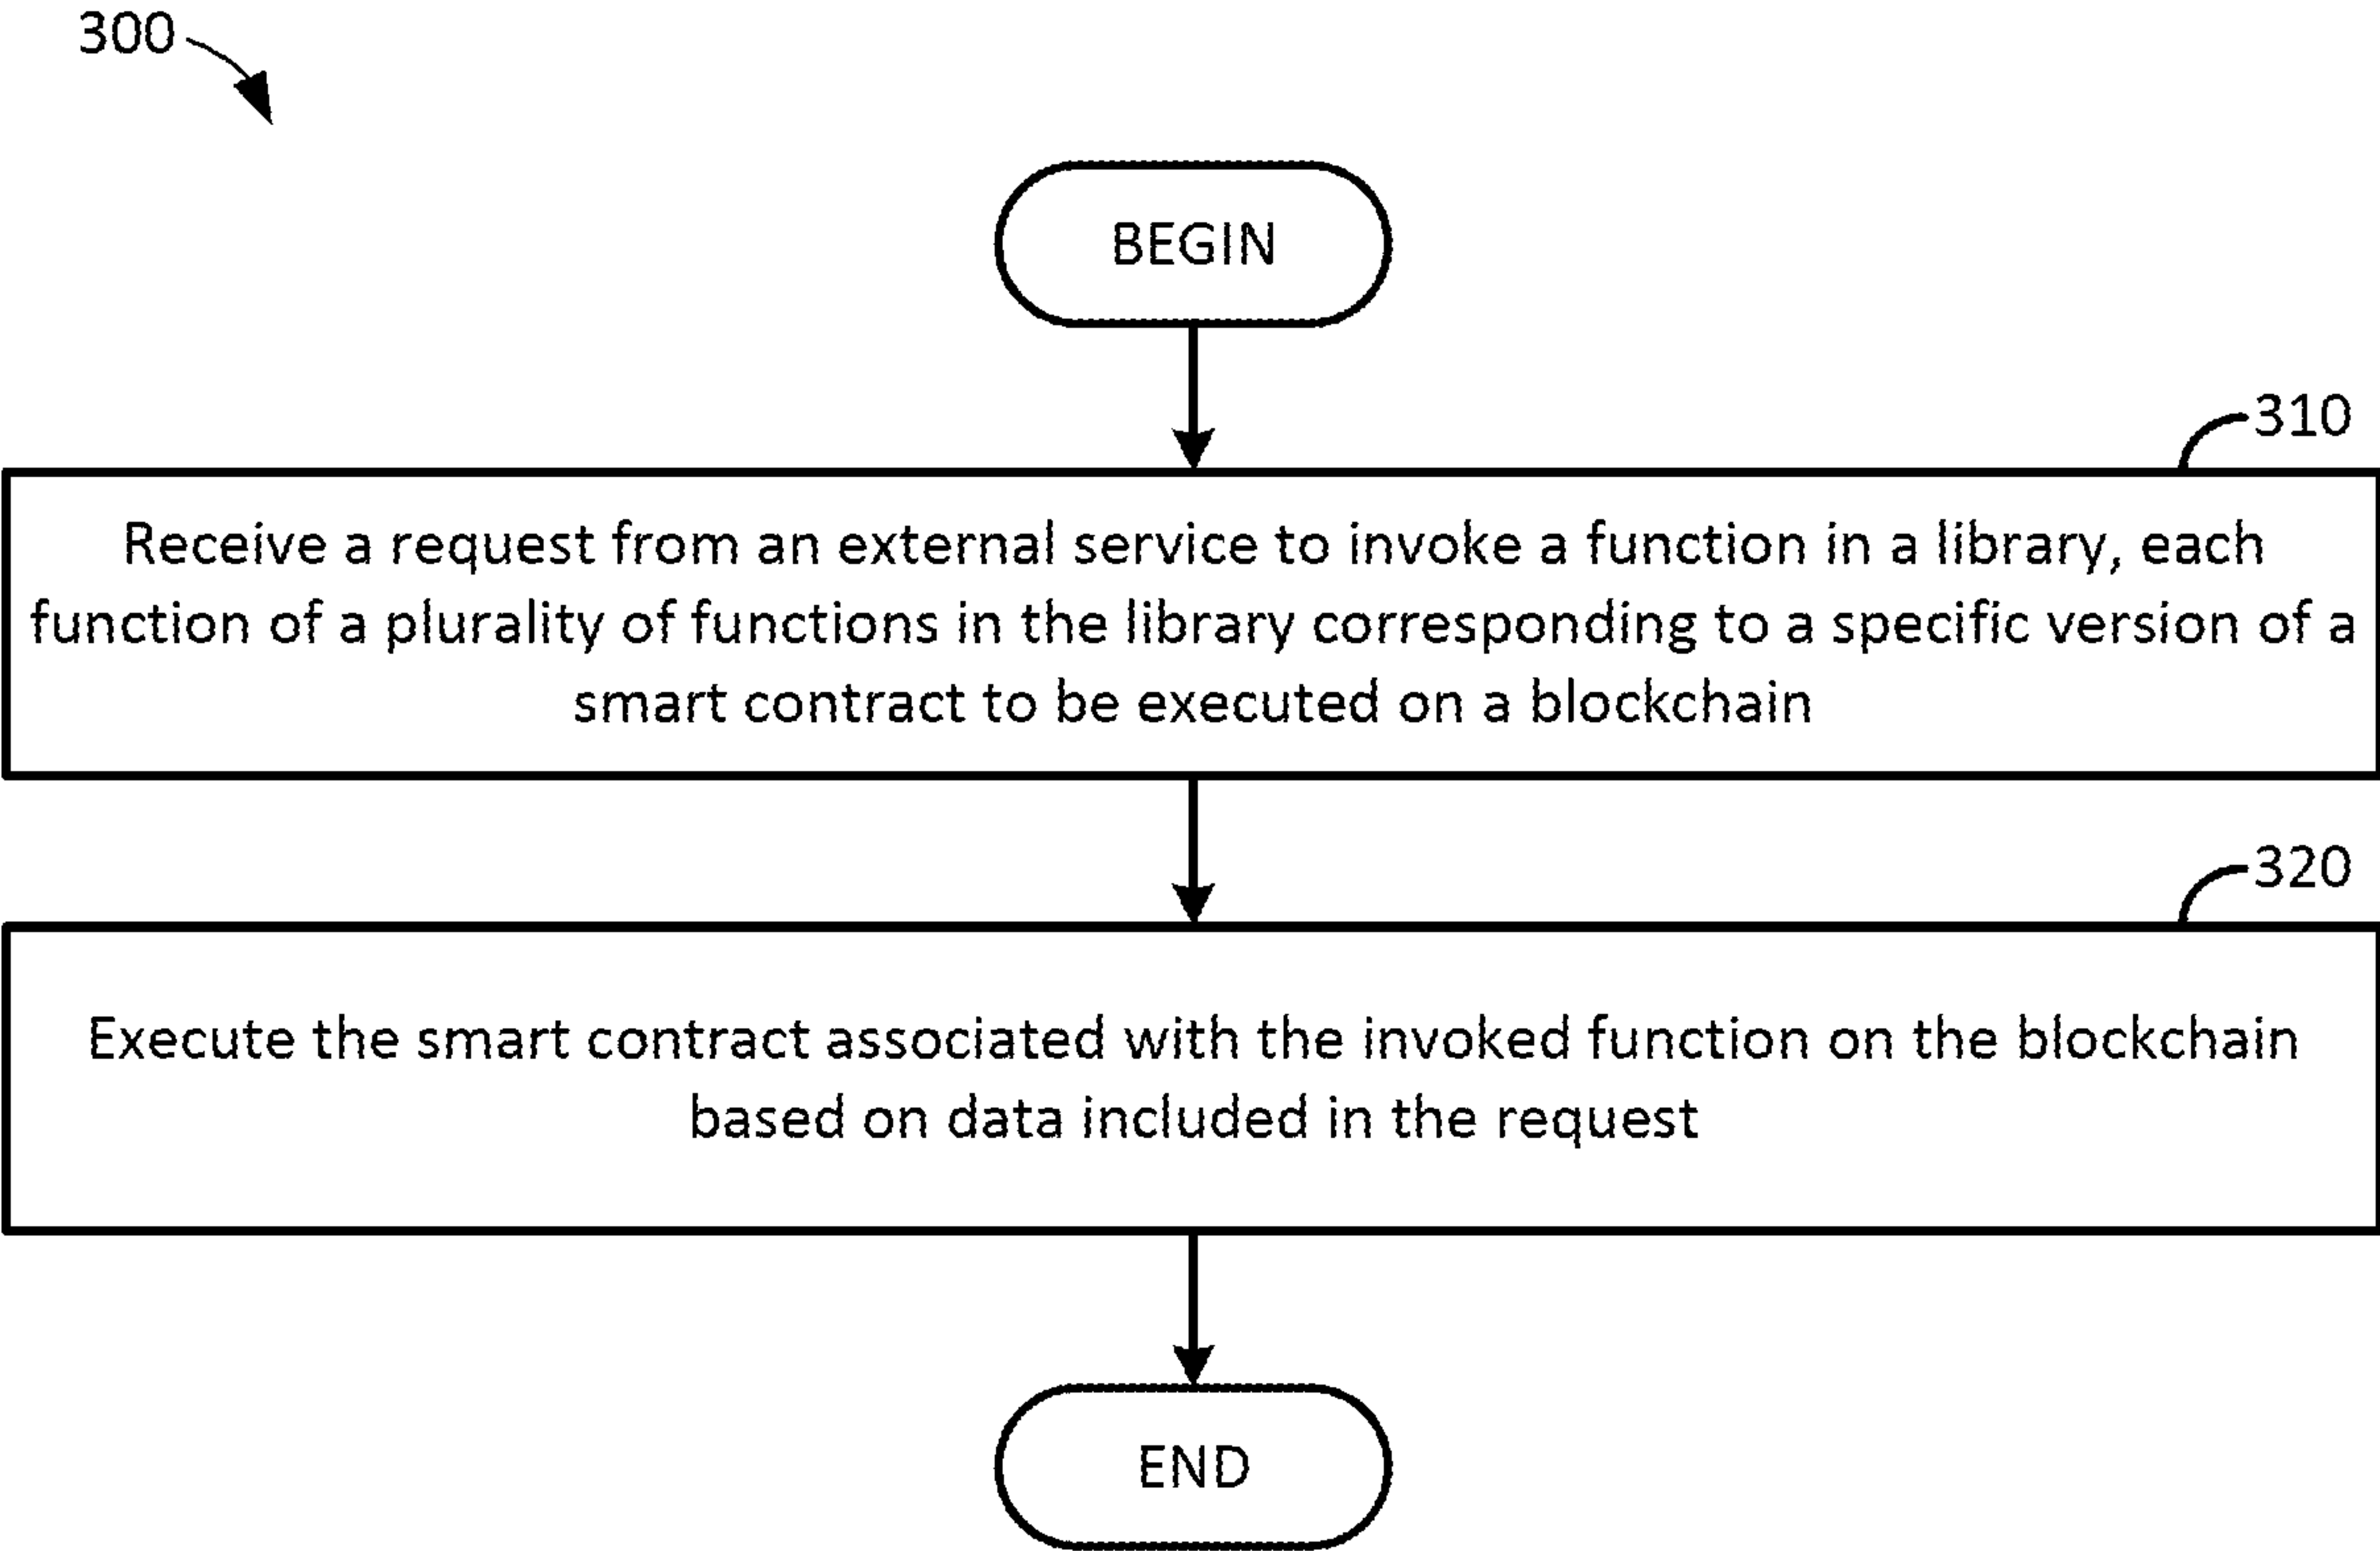 300
BEGIN
310
Receive a request from an external service to invoke a function in a library, each
function of a plurality of functions in the library corresponding to a specific version of a
smart contract to be executed on a blockchain
320
Execute the smart contract associated with the invoked function on the blockchain
based on data included in the request
END